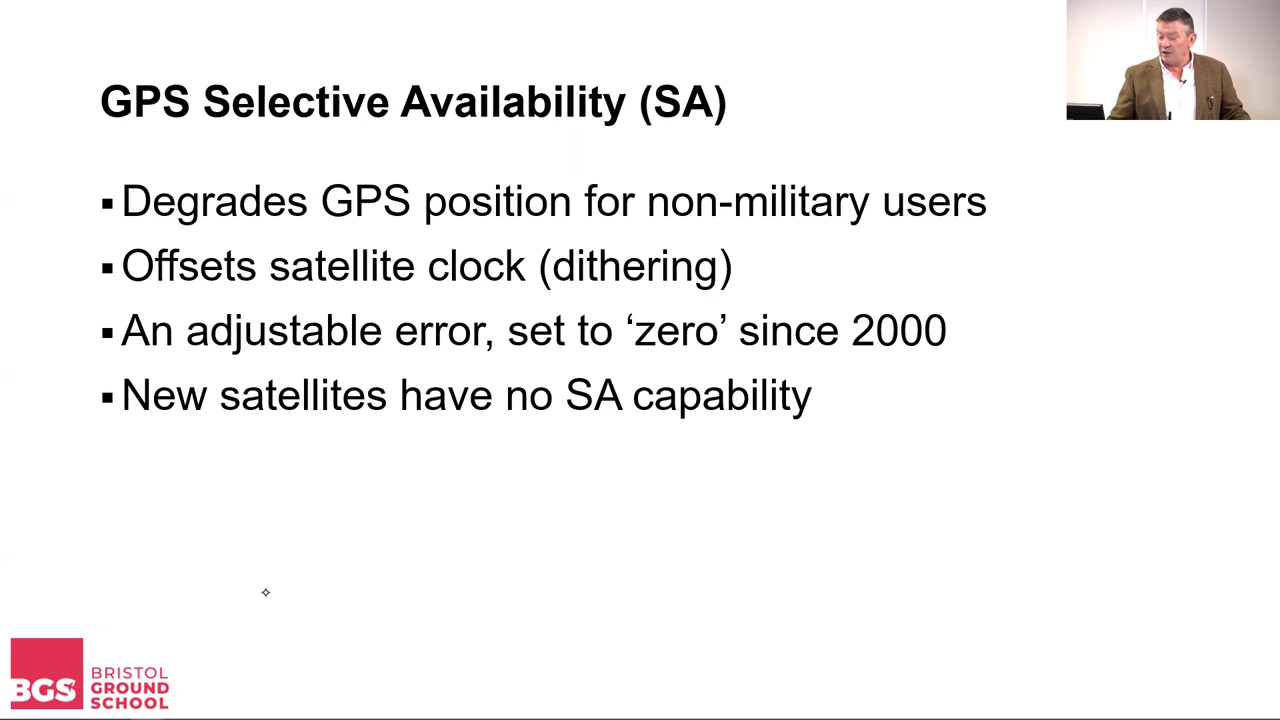 GPS Selective Availability (SA)
▪Degrades GPS position for non-military users
▪Offsets satellite clock (dithering)
▪An adjustable error, set to ‘zero’ since 2000
▪New satellites have no SA capability
BGS
BRISTOL
GROUND
SCHOOL